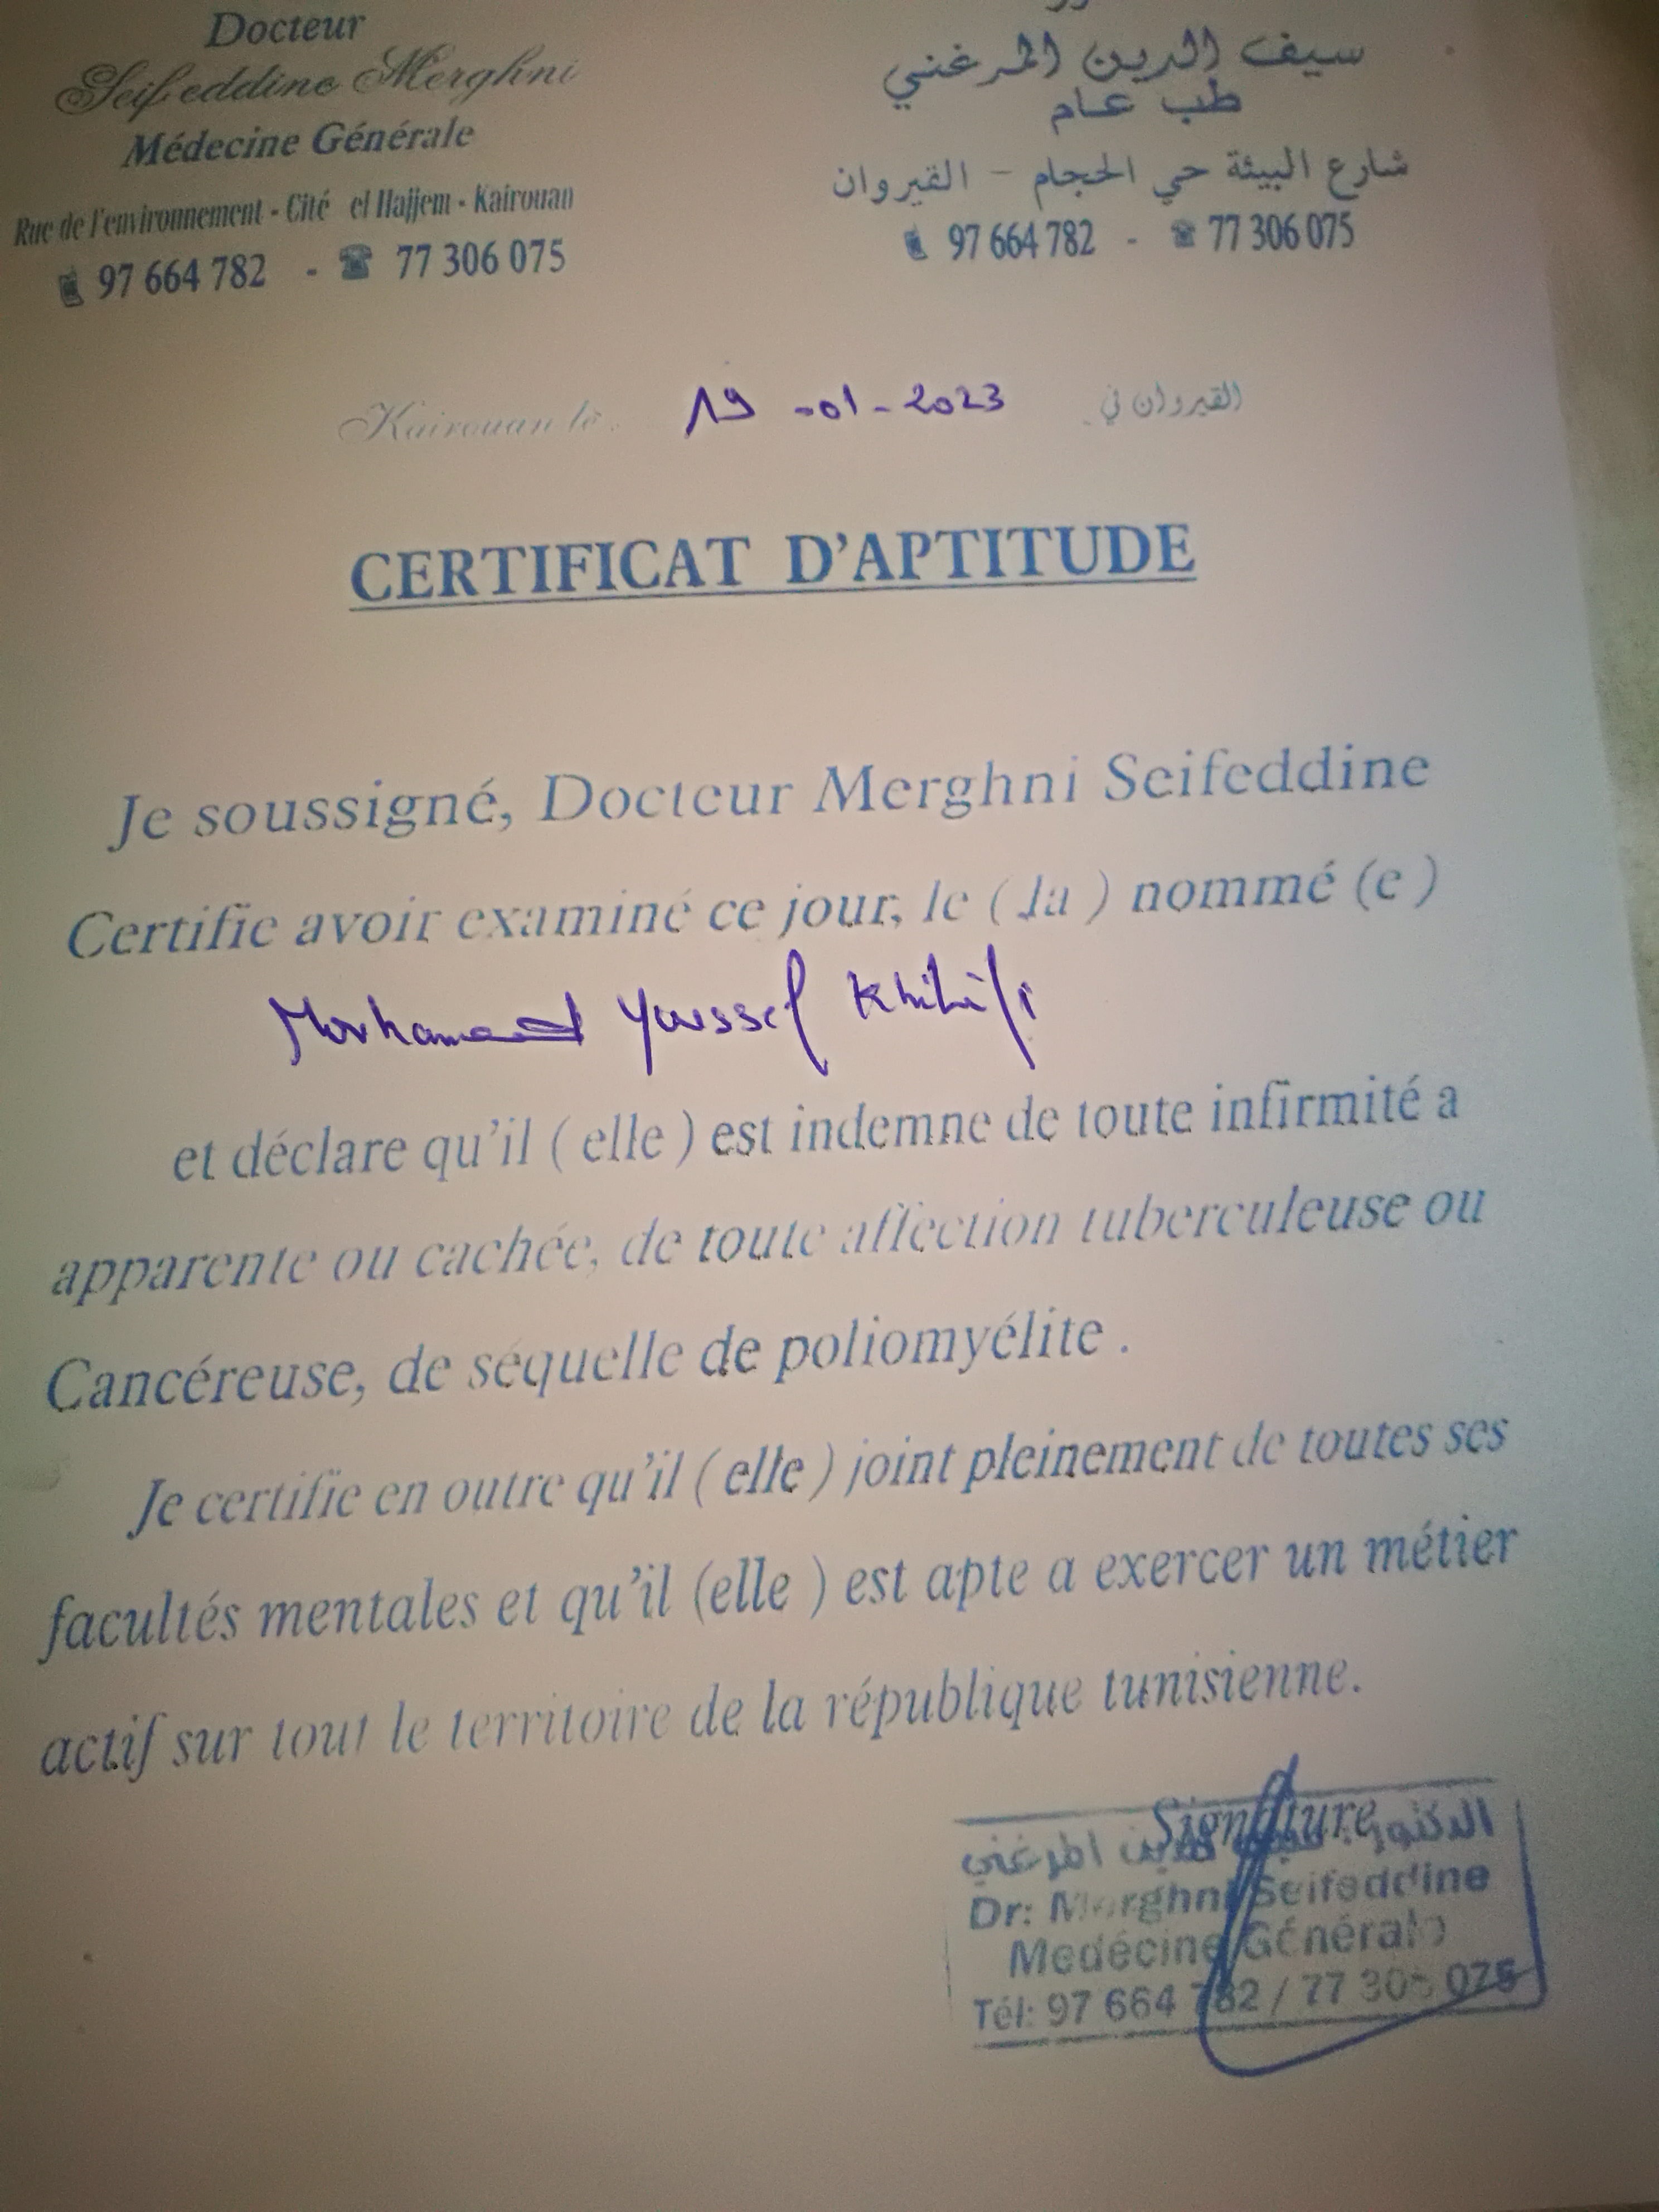 Docteur
Seifeddine Merghni
Médecine Générale
Rue de l'environnement - Cité el Hajjem - Kairouan
97 664 782 - 77 306 075
سيف الدين المرغني
طب عام
شارع البيئة حي الحجام - القيروان
97 664 782 - 77 306 075
Kairouan le 19-01-2023 القيروان في
CERTIFICAT D'APTITUDE
Je soussigné, Docteur Merghni Seifeddine
Certifie avoir examiné ce jour, le ( la ) nommé (e )
Mohamed Youssef Khlifi
et déclare qu'il ( elle ) est indemne de toute infirmité a
apparente ou cachée, de toute affection tuberculeuse ou
Cancéreuse, de séquelle de poliomyélite .
Je certifie en outre qu'il ( elle ) joint pleinement de toutes ses
facultés mentales et qu'il (elle ) est apte a exercer un métier
actif sur tout le territoire de la république tunisienne.
Signature
الدكتور سيف الدين المرغني
Dr: Merghni Seifeddine
Medécine Générale
Tél: 97 664 782 / 77 306 075